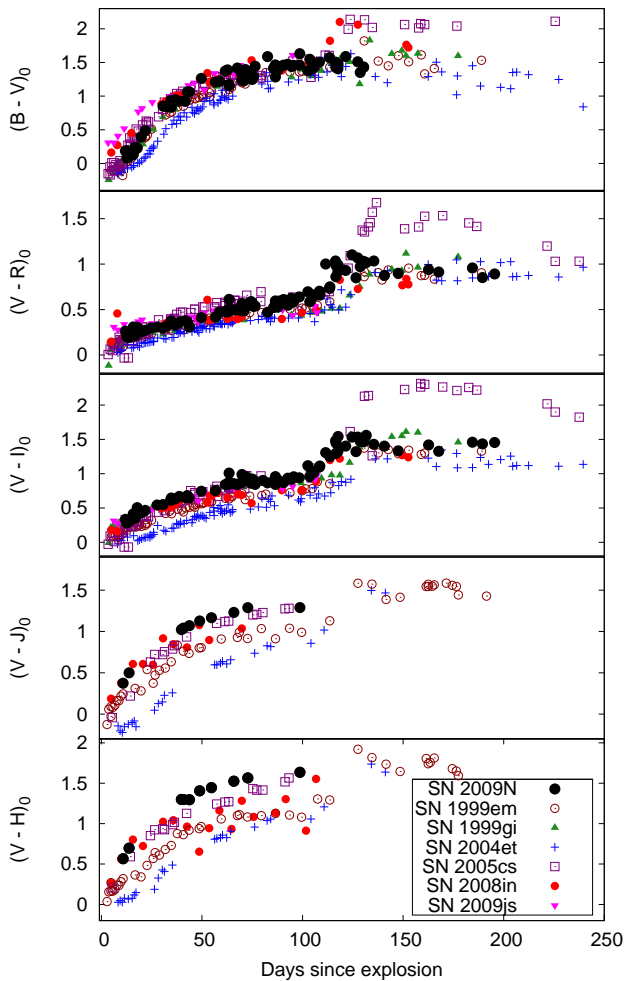 (B - V)0
2
1.5
1
0.5
0
(V - R)0
1.5
1
0.5
0
(V - I)0
2
1.5
1
0.5
0
(V - J)0
1.5
1
0.5
0
(V - H)0
2
1.5
1
0.5
0
SN 2009N
SN 1999em
SN 1999gi
SN 2004et
SN 2005cs
SN 2008in
SN 2009js
0 50 100 150 200 250
Days since explosion